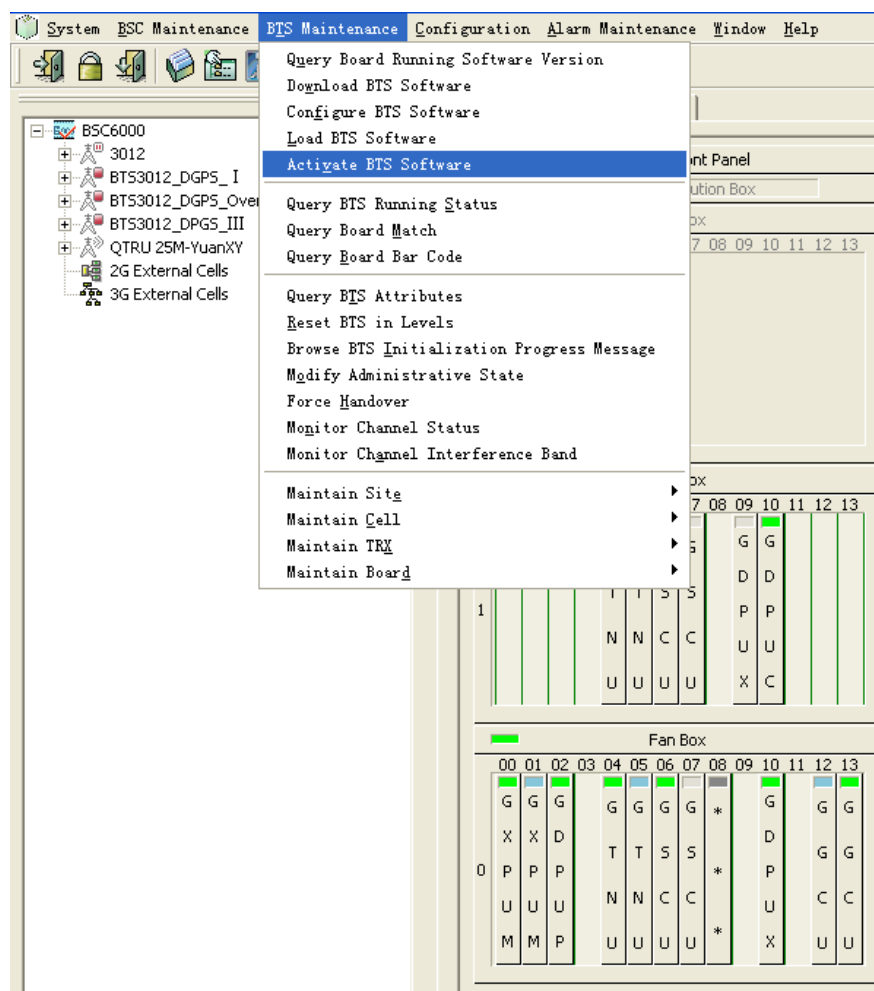 System BSC Maintenance BTS Maintenance Configuration Alarm Maintenance Window Help
Query Board Running Software Version
Download BTS Software
Configure BTS Software
Load BTS Software
Activate BTS Software
Query BTS Running Status
Query Board Match
Query Board Bar Code
Query BTS Attributes
Reset BTS in Levels
Browse BTS Initialization Progress Message
Modify Administrative State
Force Handover
Monitor Channel Status
Monitor Channel Interference Band
Maintain Site
Maintain Cell
Maintain TRX
Maintain Board
BSC6000
3012
BTS3012_DGPS_ I
BTS3012_DGPS_Over
BTS3012_DPGS_III
QTRU 25M-YuanXY
2G External Cells
3G External Cells
Panel
Box
7 08 09 10 11 12 13
7 08 09 10 11 12 13
G G
D D
T T S S
1 P P
N N C C U U
U U U U X C
Fan Box
00 01 02 03 04 05 06 07 08 09 10 11 12 13
G G G G G G G * G G G
X X D T T S S D G G
0 P P P * P
U U U N N C C U C C
M M P U U U U * X U U